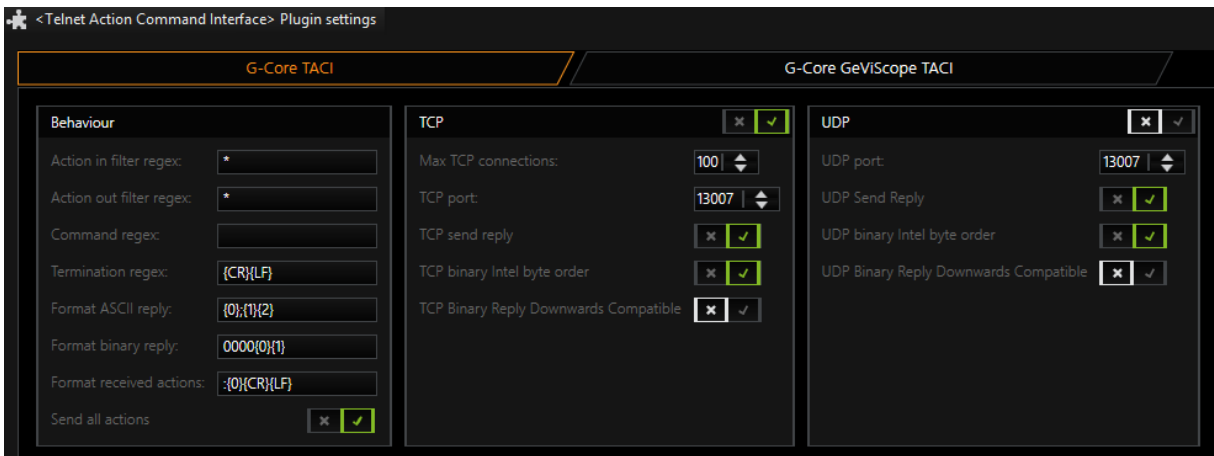 <Telnet Action Command Interface> Plugin settings
G-Core TACI
G-Core GeViScope TACI
Behaviour
Action in filter regex: *
Action out filter regex: *
Command regex:
Termination regex: {CR}{LF}
Format ASCII reply: {0};{1}{2}
Format binary reply: 0000{0}{1}
Format received actions: :{0}{CR}{LF}
Send all actions
TCP
Max TCP connections: 100
TCP port: 13007
TCP send reply
TCP binary Intel byte order
TCP Binary Reply Downwards Compatible
UDP
UDP port: 13007
UDP Send Reply
UDP binary Intel byte order
UDP Binary Reply Downwards Compatible